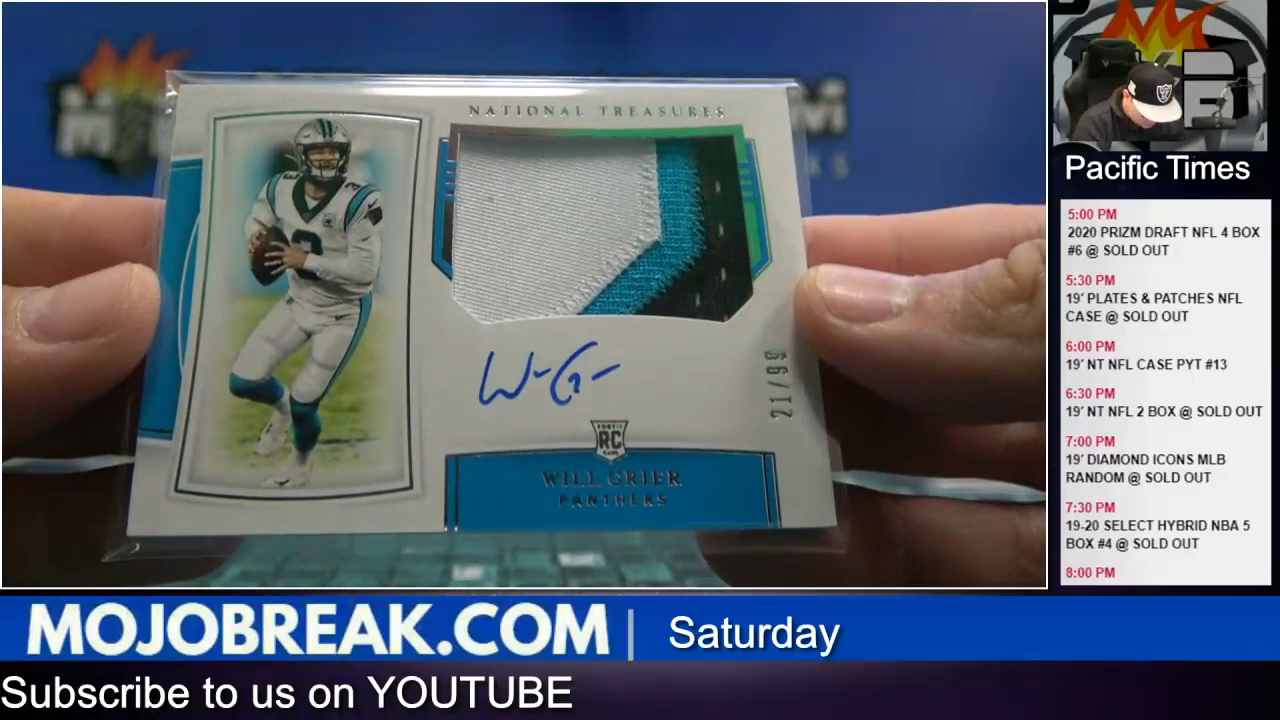 NATIONAL TREASURES
3
21/99
RC
WILL GRIER
PANTHERS
Pacific Times
5:00 PM
2020 PRIZM DRAFT NFL 4 BOX
#6 @ SOLD OUT
5:30 PM
19' PLATES & PATCHES NFL
CASE @ SOLD OUT
6:00 PM
19' NT NFL CASE PYT #13
6:30 PM
19' NT NFL 2 BOX @ SOLD OUT
7:00 PM
19' DIAMOND ICONS MLB
RANDOM @ SOLD OUT
7:30 PM
19-20 SELECT HYBRID NBA 5
BOX #4 @ SOLD OUT
8:00 PM
MOJOBREAK.COM | Saturday
Subscribe to us on YOUTUBE